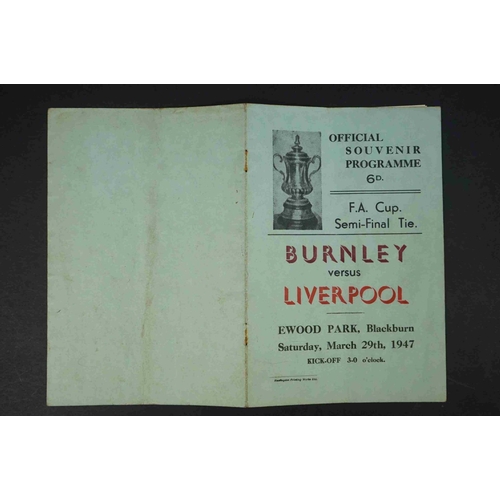 OFFICIAL
SOUVENIR
PROGRAMME
6D.
F.A. Cup.
Semi-Final Tie.
BURNLEY
versus
LIVERPOOL
EWOOD PARK, Blackburn
Saturday, March 29th, 1947
KICK-OFF 3-0 o'clock.